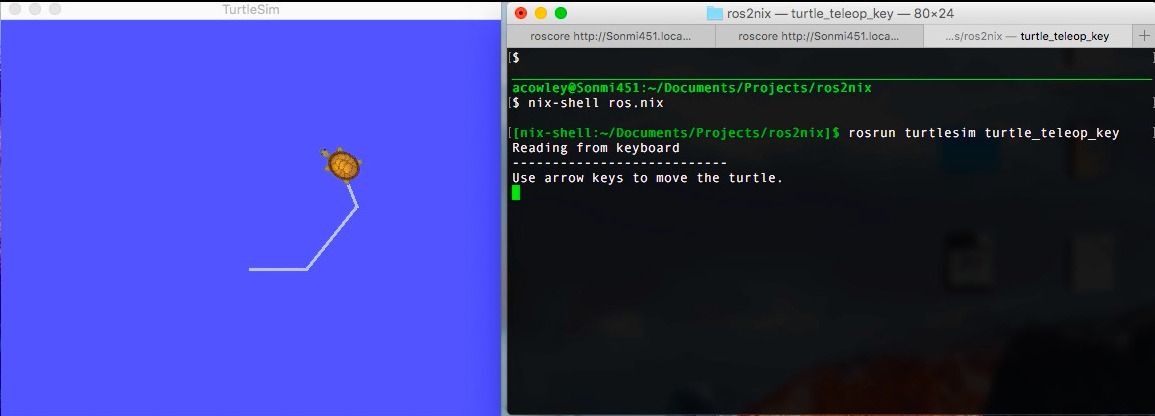 TurtleSim
ros2nix — turtle_teleop_key — 80×24
roscore http://Sonmi451.loca...
roscore http://Sonmi451.loca...
...s/ros2nix — turtle_teleop_key
+
[$ ]
acowley@Sonmi451:~/Documents/Projects/ros2nix
[$ nix-shell ros.nix ]
[[nix-shell:~/Documents/Projects/ros2nix]$ rosrun turtlesim turtle_teleop_key ]
Reading from keyboard
---------------------------
Use arrow keys to move the turtle.